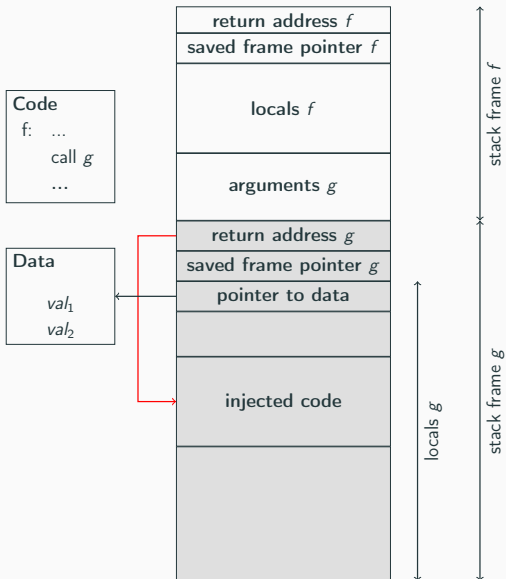 return address f
saved frame pointer f
locals f
arguments g
return address g
saved frame pointer g
pointer to data
injected code
Code
f: ...
call g
...
Data
val₁
val₂
stack frame f
locals g
stack frame g